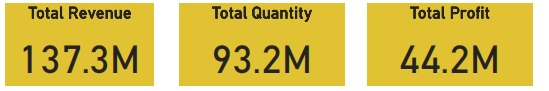 Total Revenue
137.3M
Total Quantity
93.2M
Total Profit
44.2M